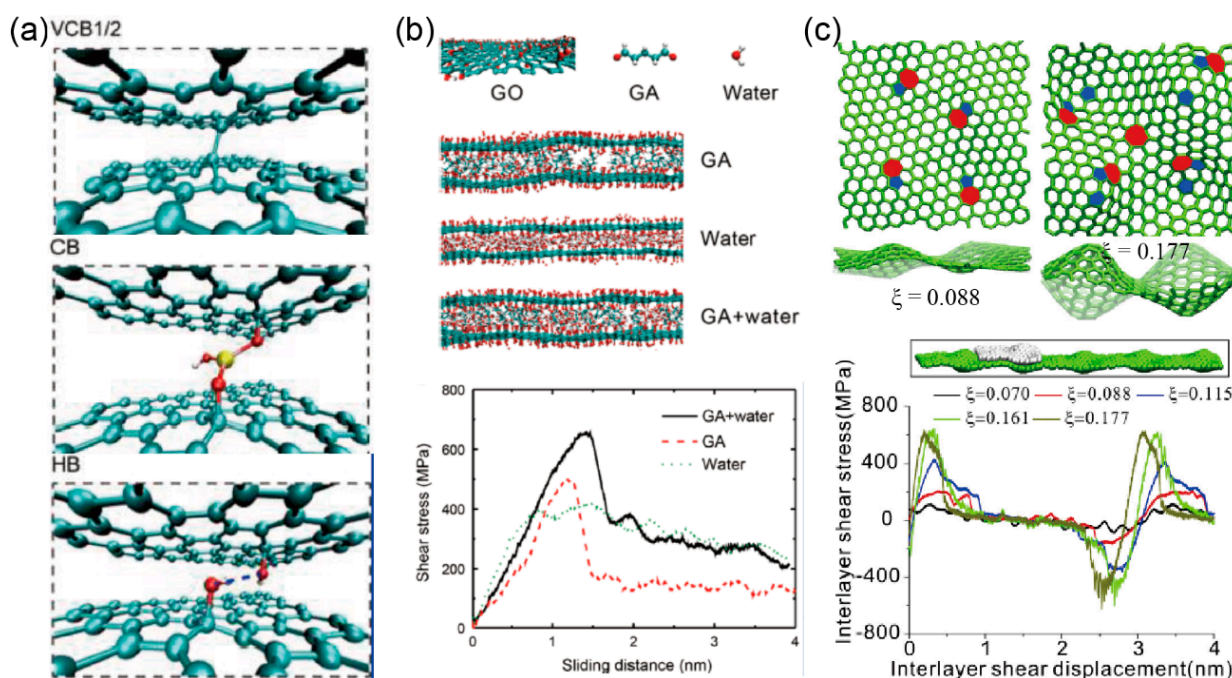 (a)
VCB1/2
CB
HB
(b)
GO GA Water
GA
Water
GA+water
Shear stress (MPa)
800
600
400
200
0
GA+water
GA
Water
0 1 2 3 4
Sliding distance (nm)
(c)
ξ = 0.088
ξ = 0.177
ξ=0.070 ξ=0.088 ξ=0.115
ξ=0.161 ξ=0.177
Interlayer shear stress(MPa)
800
400
0
-400
-800
0 1 2 3 4
Interlayer shear displacement(nm)